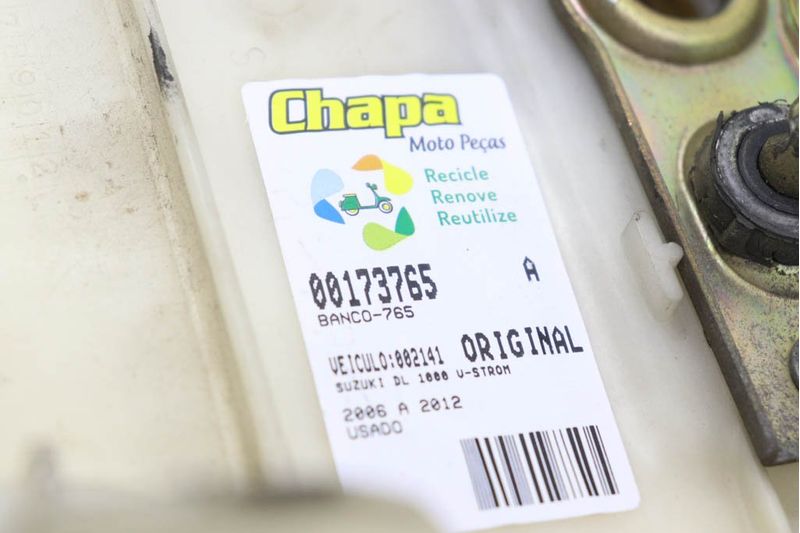 Chapa
Moto Peças
Recicle
Renove
Reutilize
00173765 A
BANCO-765
VEICULO:002141 ORIGINAL
SUZUKI DL 1000 V-STROM
2006 A 2012
USADO